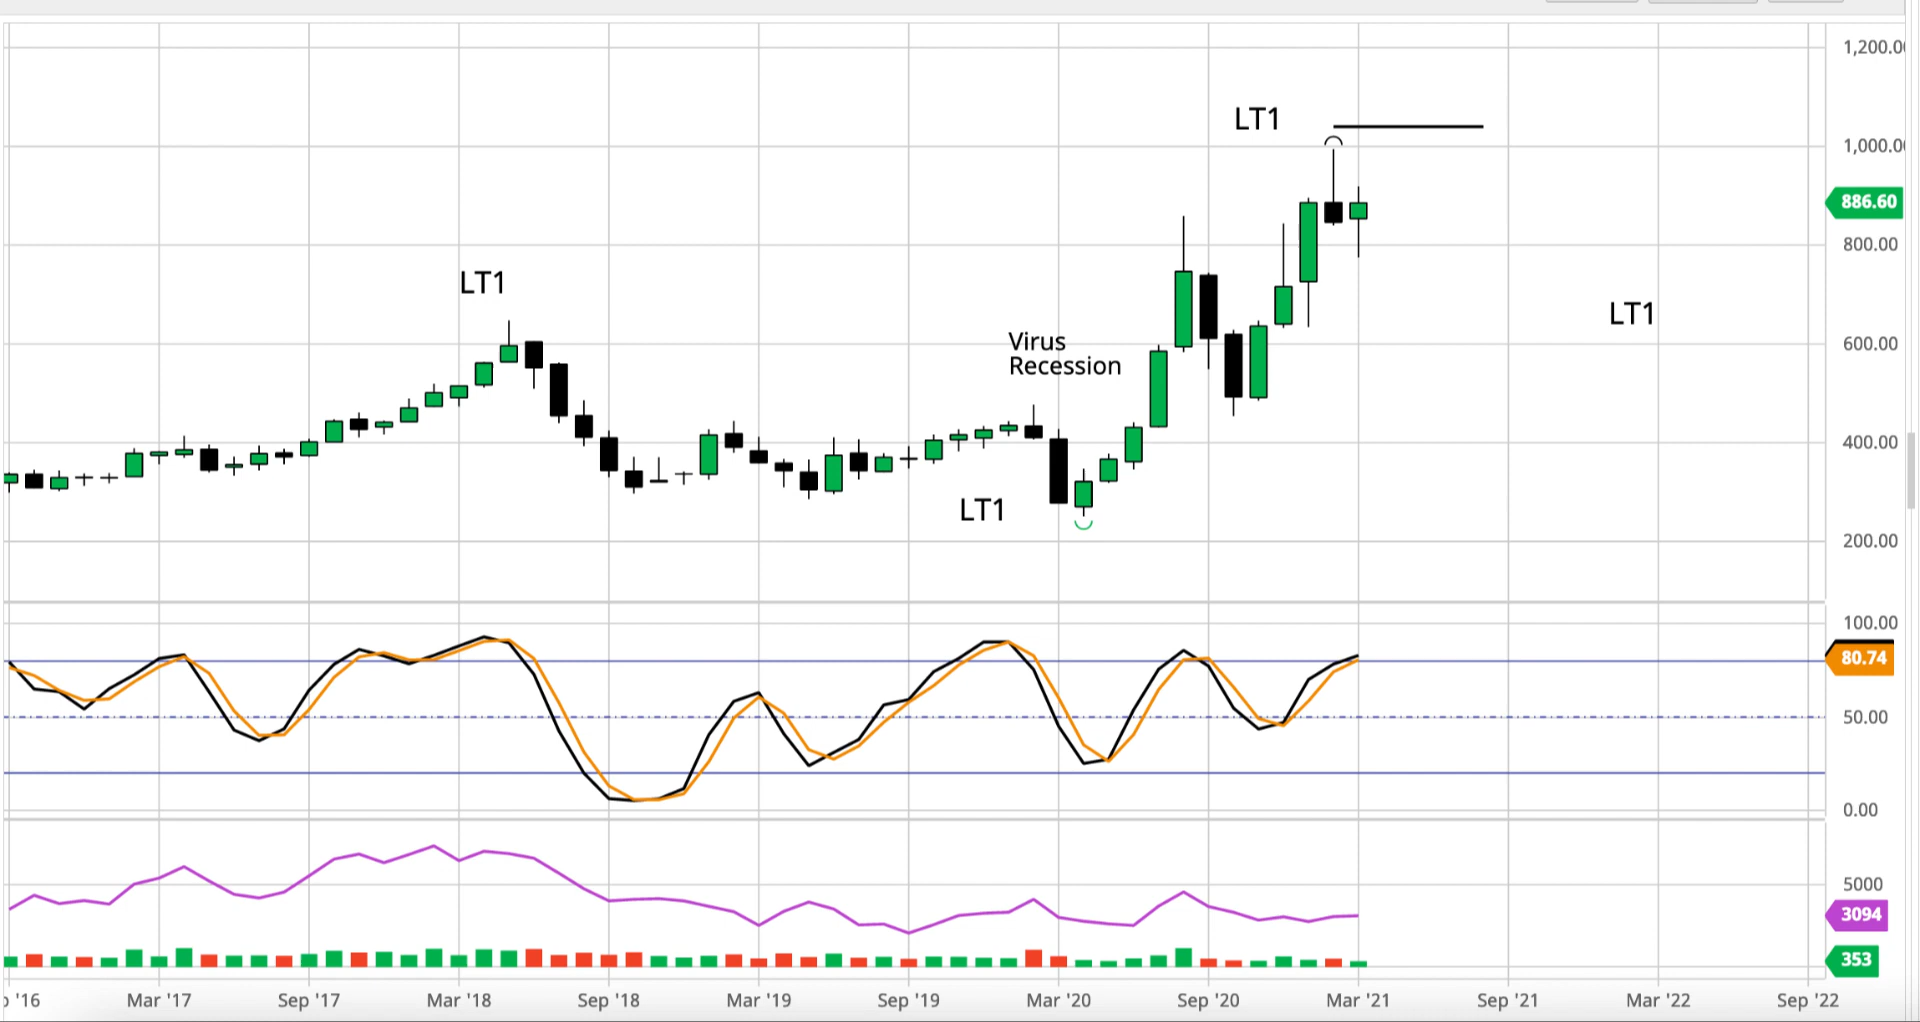 1,200.0
LT1
1,000.0
886.60
800.00
LT1
LT1
Virus
Recession
600.00
400.00
LT1
200.00
100.00
80.74
50.00
0.00
5000
3094
353
'16 Mar '17 Sep '17 Mar '18 Sep '18 Mar '19 Sep '19 Mar '20 Sep '20 Mar '21 Sep '21 Mar '22 Sep '22